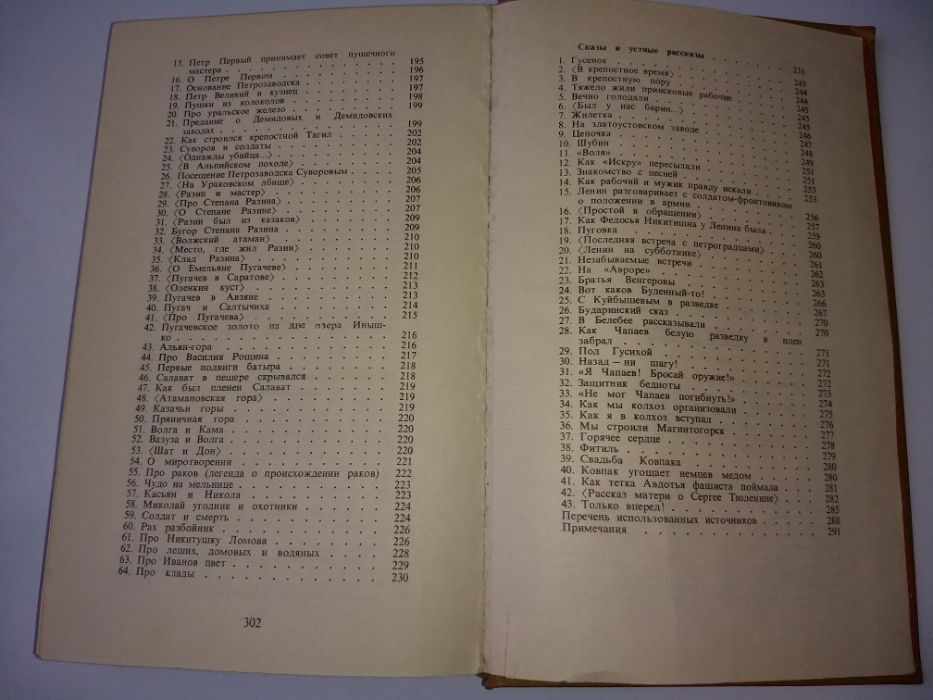 15. Петр Первый принимает совет пушечного
мастера . . . . . . . . . . . 195
16. О Петре Первом . . . . . . . . . 196
17. Основание Петрозаводска . . . . . . . 197
18. Петр Великий и кузнец . . . . . . . 197
19. Пушки из колоколов . . . . . . . . 198
20. Про уральское железо . . . . . . . . 199
21. Предание о Демидовых и Демидовских
заводах . . . . . . . . . . . 199
22. Как строился крепостной Тагил . . . . . 202
23. Суворов и солдаты . . . . . . . . 202
24. ⟨Однажды убийца...⟩ . . . . . . . . 204
25. ⟨В Альпийском походе⟩ . . . . . . . 204
26. Посещение Петрозаводска Суворовым . . . . 205
27. ⟨На Ураковском лбище⟩ . . . . . . . 206
28. ⟨Разин и мастер⟩ . . . . . . . . . 206
29. ⟨Про Степана Разина⟩ . . . . . . . . 207
30. ⟨О Степане Разине⟩ . . . . . . . . 207
31. ⟨Разин был из казаков⟩ . . . . . . . 209
32. Бугор Степана Разина . . . . . . . . 209
33. ⟨Волжский атаман⟩ . . . . . . . . 210
34. ⟨Место, где жил Разин⟩ . . . . . . . 210
35. ⟨Клад Разина⟩ . . . . . . . . . 210
36. ⟨О Емельяне Пугачеве⟩ . . . . . . . 211
37. ⟨Пугачев в Саратове⟩ . . . . . . . . 212
38. ⟨Оленкин куст⟩ . . . . . . . . . 213
39. Пугачев в Авзяне . . . . . . . . . 213
40. Пугач и Салтычиха . . . . . . . . 214
41. ⟨Про Пугачева⟩ . . . . . . . . . 215
42. Пугачевское золото на дне озера Иныш-
ко . . . . . . . . . . . . 216
43. Альян-гора . . . . . . . . . . 216
44. Про Василия Рощина . . . . . . . . 217
45. Первые подвиги батыра . . . . . . . 218
46. Салават в пещере скрывался . . . . . . 218
47. Как был пленен Салават . . . . . . . 219
48. ⟨Атамановская гора⟩ . . . . . . . . 219
49. Казачьи горы . . . . . . . . . . 219
50. Пряничная гора . . . . . . . . . 220
51. Волга и Кама . . . . . . . . . . 220
52. Вазуза и Волга . . . . . . . . . 220
53. ⟨Шат и Дон⟩ . . . . . . . . . . 220
54. О миротворении . . . . . . . . . 221
55. Про раков (легенда о происхождении раков) . . 222
56. Чудо на мельнице . . . . . . . . . 223
57. Касьян и Никола . . . . . . . . . 223
58. Миколай угодник и охотники . . . . . . 224
59. Солдат и смерть . . . . . . . . . 224
60. Рах разбойник . . . . . . . . . 226
61. Про Никитушку Ломова . . . . . . . . 226
62. Про леших, домовых и водяных . . . . . 228
63. Про Иванов цвет . . . . . . . . . 229
64. Про клады . . . . . . . . . . 230
302
Сказы и устные рассказы
1. Гусенок . . . . . . . . . . . 231
2. ⟨В крепостное время⟩ . . . . . . . . 243
3. В крепостную пору . . . . . . . . . 244
4. Тяжело жили приисковые рабочие . . . . . 244
5. Вечно голодали . . . . . . . . . 245
6. ⟨Был у нас барин...⟩ . . . . . . . . 245
7. Жилетка . . . . . . . . . . . 245
8. На златоустовском заводе . . . . . . . 246
9. Цепочка . . . . . . . . . . . 247
10. Шубин . . . . . . . . . . . 248
11. «Воля» . . . . . . . . . . . 249
12. Как «Искру» пересылали . . . . . . . 251
13. Знакомство с песней . . . . . . . . 251
14. Как рабочий и мужик правду искали . . . . 253
15. Ленин разговаривает с солдатом-фронтовиком 253
о положении в армии . . . . . . .
16. ⟨Простой в обращении⟩ . . . . . . . 256
17. Как Федосья Никитишна у Ленина была . . . 257
18. Пуговка . . . . . . . . . . . 259
19. ⟨Последняя встреча с петроградцами⟩ . . . 260
20. ⟨Ленин на субботнике⟩ . . . . . . . 260
21. Незабываемые встречи . . . . . . . . 261
22. На «Авроре» . . . . . . . . . . 262
23. Братья Венгеровы . . . . . . . . . 263
24. Вот каков Буденный-то! . . . . . . . 263
25. С Куйбышевым в разведке . . . . . . . 266
26. Бударинский сказ . . . . . . . . . 267
27. В Белебее рассказывали . . . . . . . 270
28. Как Чапаев белую разведку в плен 270
забрал . . . . . . . . . . .
29. Под Гусихой . . . . . . . . . . 271
30. Назад — ни шагу! . . . . . . . . . 271
31. «Я Чапаев! Бросай оружие!» . . . . . . 272
32. Защитник бедноты . . . . . . . . . 272
33. «Не мог Чапаев погибнуть!» . . . . . . 273
34. Как мы колхоз организовали . . . . . . 274
35. Как я в колхоз вступал . . . . . . . 275
36. Мы строили Магнитогорск . . . . . . . 276
37. Горячее сердце . . . . . . . . . 277
38. Фитиль . . . . . . . . . . . 278
39. Свадьба Ковпака . . . . . . . . . 279
40. Ковпак угощает немцев медом . . . . . . 280
41. Как тетка Авдотья фашиста поймала . . . . 280
42. ⟨Рассказ матери о Сергее Тюленине⟩ . . . . 281
43. Только вперед! . . . . . . . . . 282
Перечень использованных источников . . . . . 285
Примечания . . . . . . . . . . . 288
291